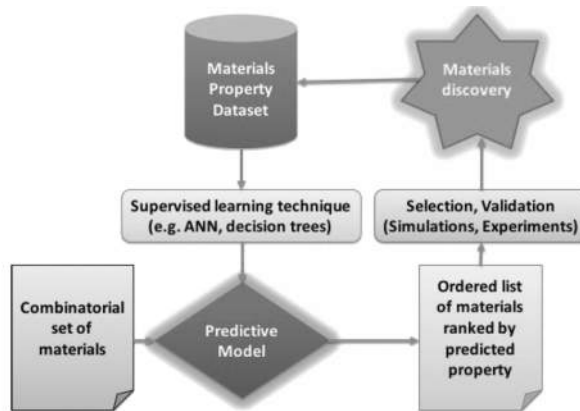 Materials
Property
Dataset
Materials
discovery
Supervised learning technique
(e.g. ANN, decision trees)
Selection, Validation
(Simulations, Experiments)
Combinatorial
set of
materials
Predictive
Model
Ordered list
of materials
ranked by
predicted
property